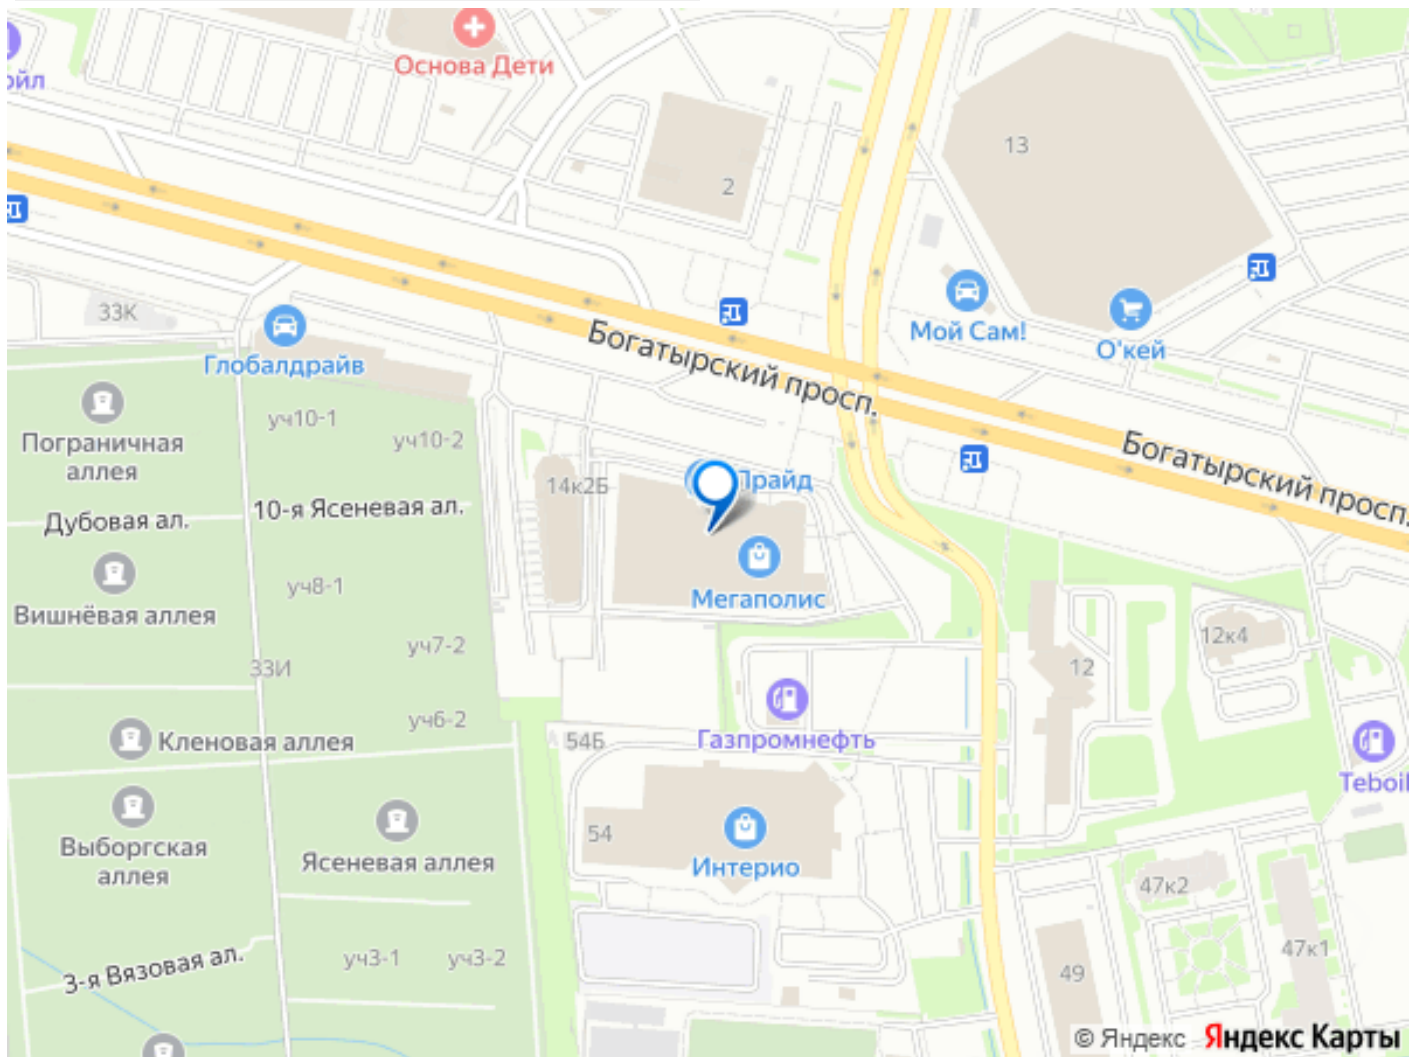 Основа Дети
ойл
13
2
33К
Глобалдрайв
Мой Сам!
О'кей
Богатырский просп.
Богатырский просп.
Пограничная
аллея
уч10-1
уч10-2
Дубовая ал.
10-я Ясеневая ал.
14к2Б
Прайд
Мегаполис
Вишнёвая аллея
уч8-1
уч7-2
33И
уч6-2
12
12к4
Кленовая аллея
54Б
Газпромнефть
Teboil
Выборгская
аллея
Ясеневая аллея
54
Интерио
47к2
47к1
3-я Вязовая ал.
уч3-1
уч3-2
49
© Яндекс Яндекс Карты